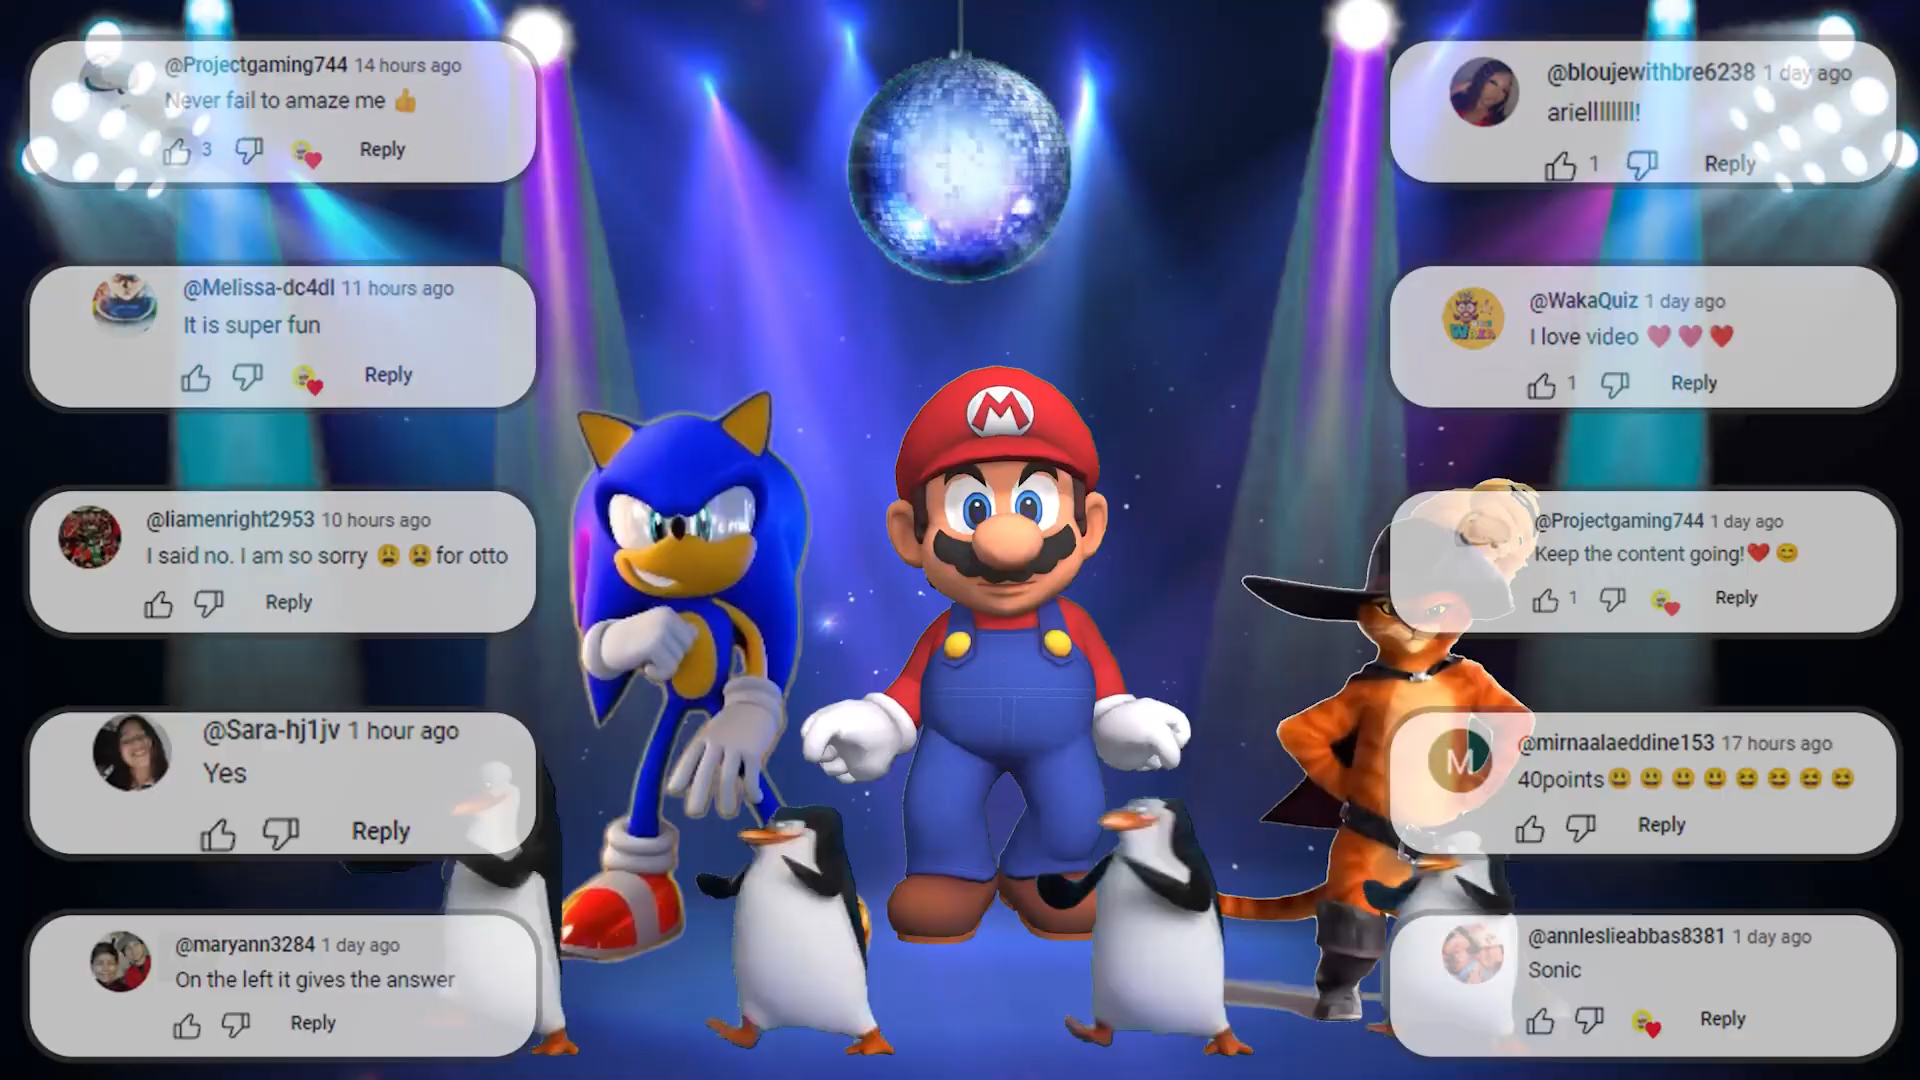 @Projectgaming744 14 hours ago
Never fail to amaze me 👍
3 Reply
@Melissa-dc4dl 11 hours ago
It is super fun
Reply
@liamenright2953 10 hours ago
I said no. I am so sorry 😩 😫 for otto
Reply
@Sara-hj1jv 1 hour ago
Yes
Reply
@maryann3284 1 day ago
On the left it gives the answer
Reply
M
@bloujewithbre6238 1 day ago
ariellllllll!
1 Reply
@WakaQuiz 1 day ago
I love video ❤️ ❤️ ❤️
1 Reply
@Projectgaming744 1 day ago
Keep the content going!❤️ 😊
1 Reply
M
@mirnaalaeddine153 17 hours ago
40points😃 😃 😃 😃 😆 😆 😆 😆
Reply
@annleslieabbas8381 1 day ago
Sonic
Reply